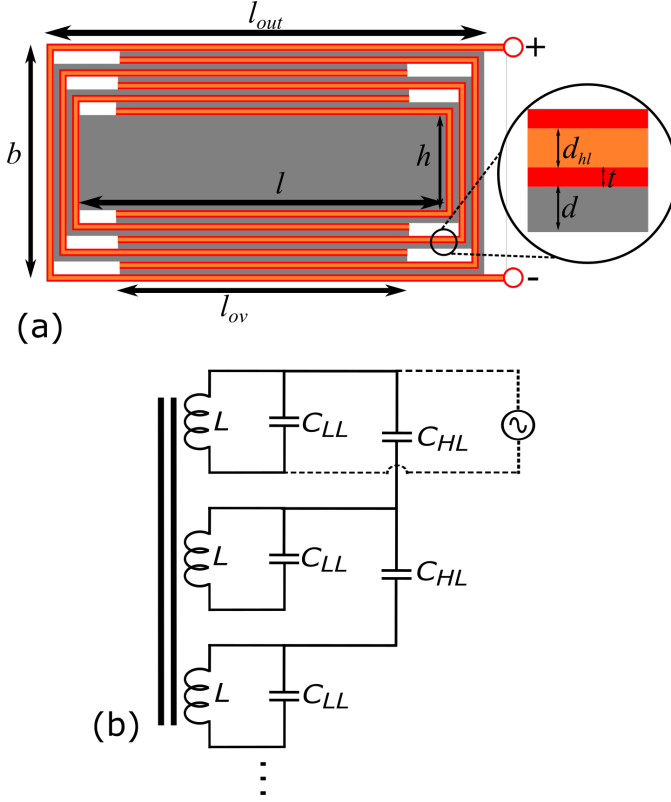 l_out
+
b
h
l
d_hl
t
d
-
l_ov
(a)
L C_LL C_HL
L C_LL C_HL
L C_LL
(b)